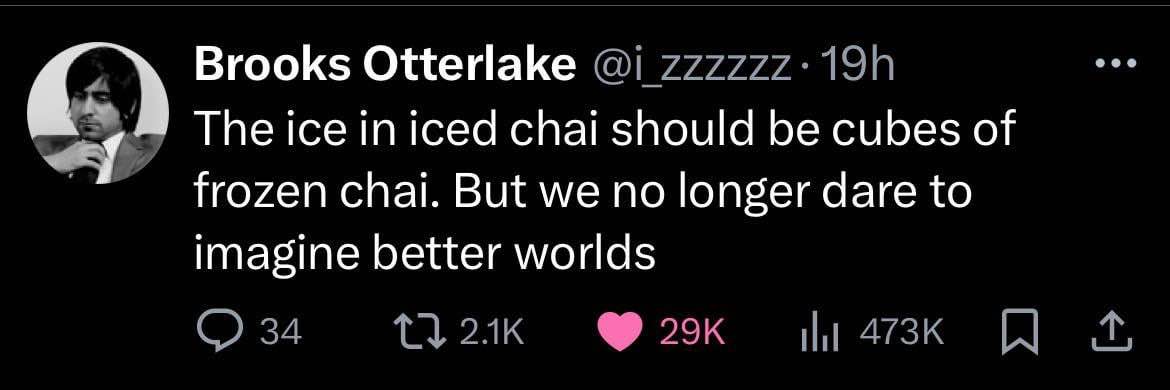 Brooks Otterlake @i_zzzzzz · 19h
The ice in iced chai should be cubes of
frozen chai. But we no longer dare to
imagine better worlds
34 2.1K 29K 473K